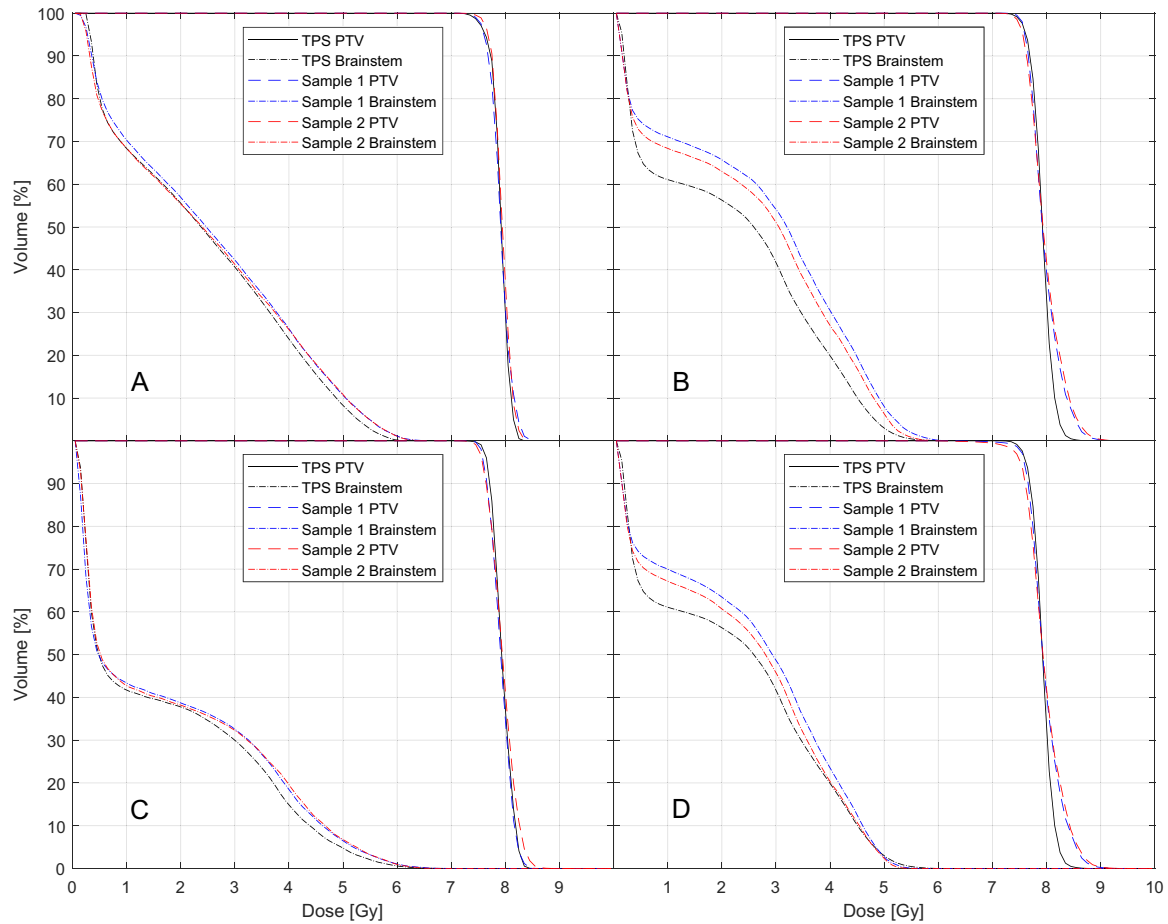 100
90
80
70
60
50
40
30
20
10
Volume [%]
TPS PTV
TPS Brainstem
Sample 1 PTV
Sample 1 Brainstem
Sample 2 PTV
Sample 2 Brainstem
A
TPS PTV
TPS Brainstem
Sample 1 PTV
Sample 1 Brainstem
Sample 2 PTV
Sample 2 Brainstem
B
90
80
70
60
50
40
30
20
10
0
Volume [%]
TPS PTV
TPS Brainstem
Sample 1 PTV
Sample 1 Brainstem
Sample 2 PTV
Sample 2 Brainstem
C
0 1 2 3 4 5 6 7 8 9
Dose [Gy]
TPS PTV
TPS Brainstem
Sample 1 PTV
Sample 1 Brainstem
Sample 2 PTV
Sample 2 Brainstem
D
1 2 3 4 5 6 7 8 9 10
Dose [Gy]